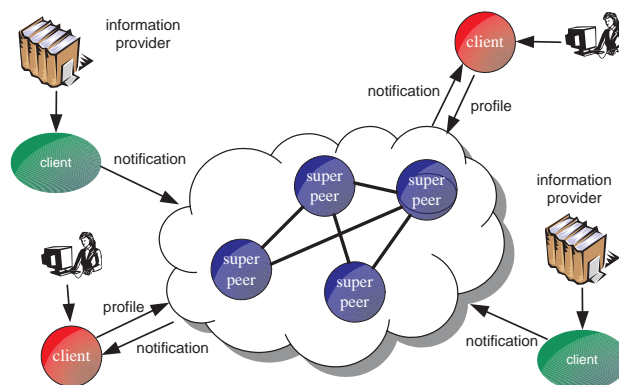 information
provider
client
notification
client
notification
profile
super
peer
super
peer
super
peer
super
peer
information
provider
profile
client
notification
notification
client